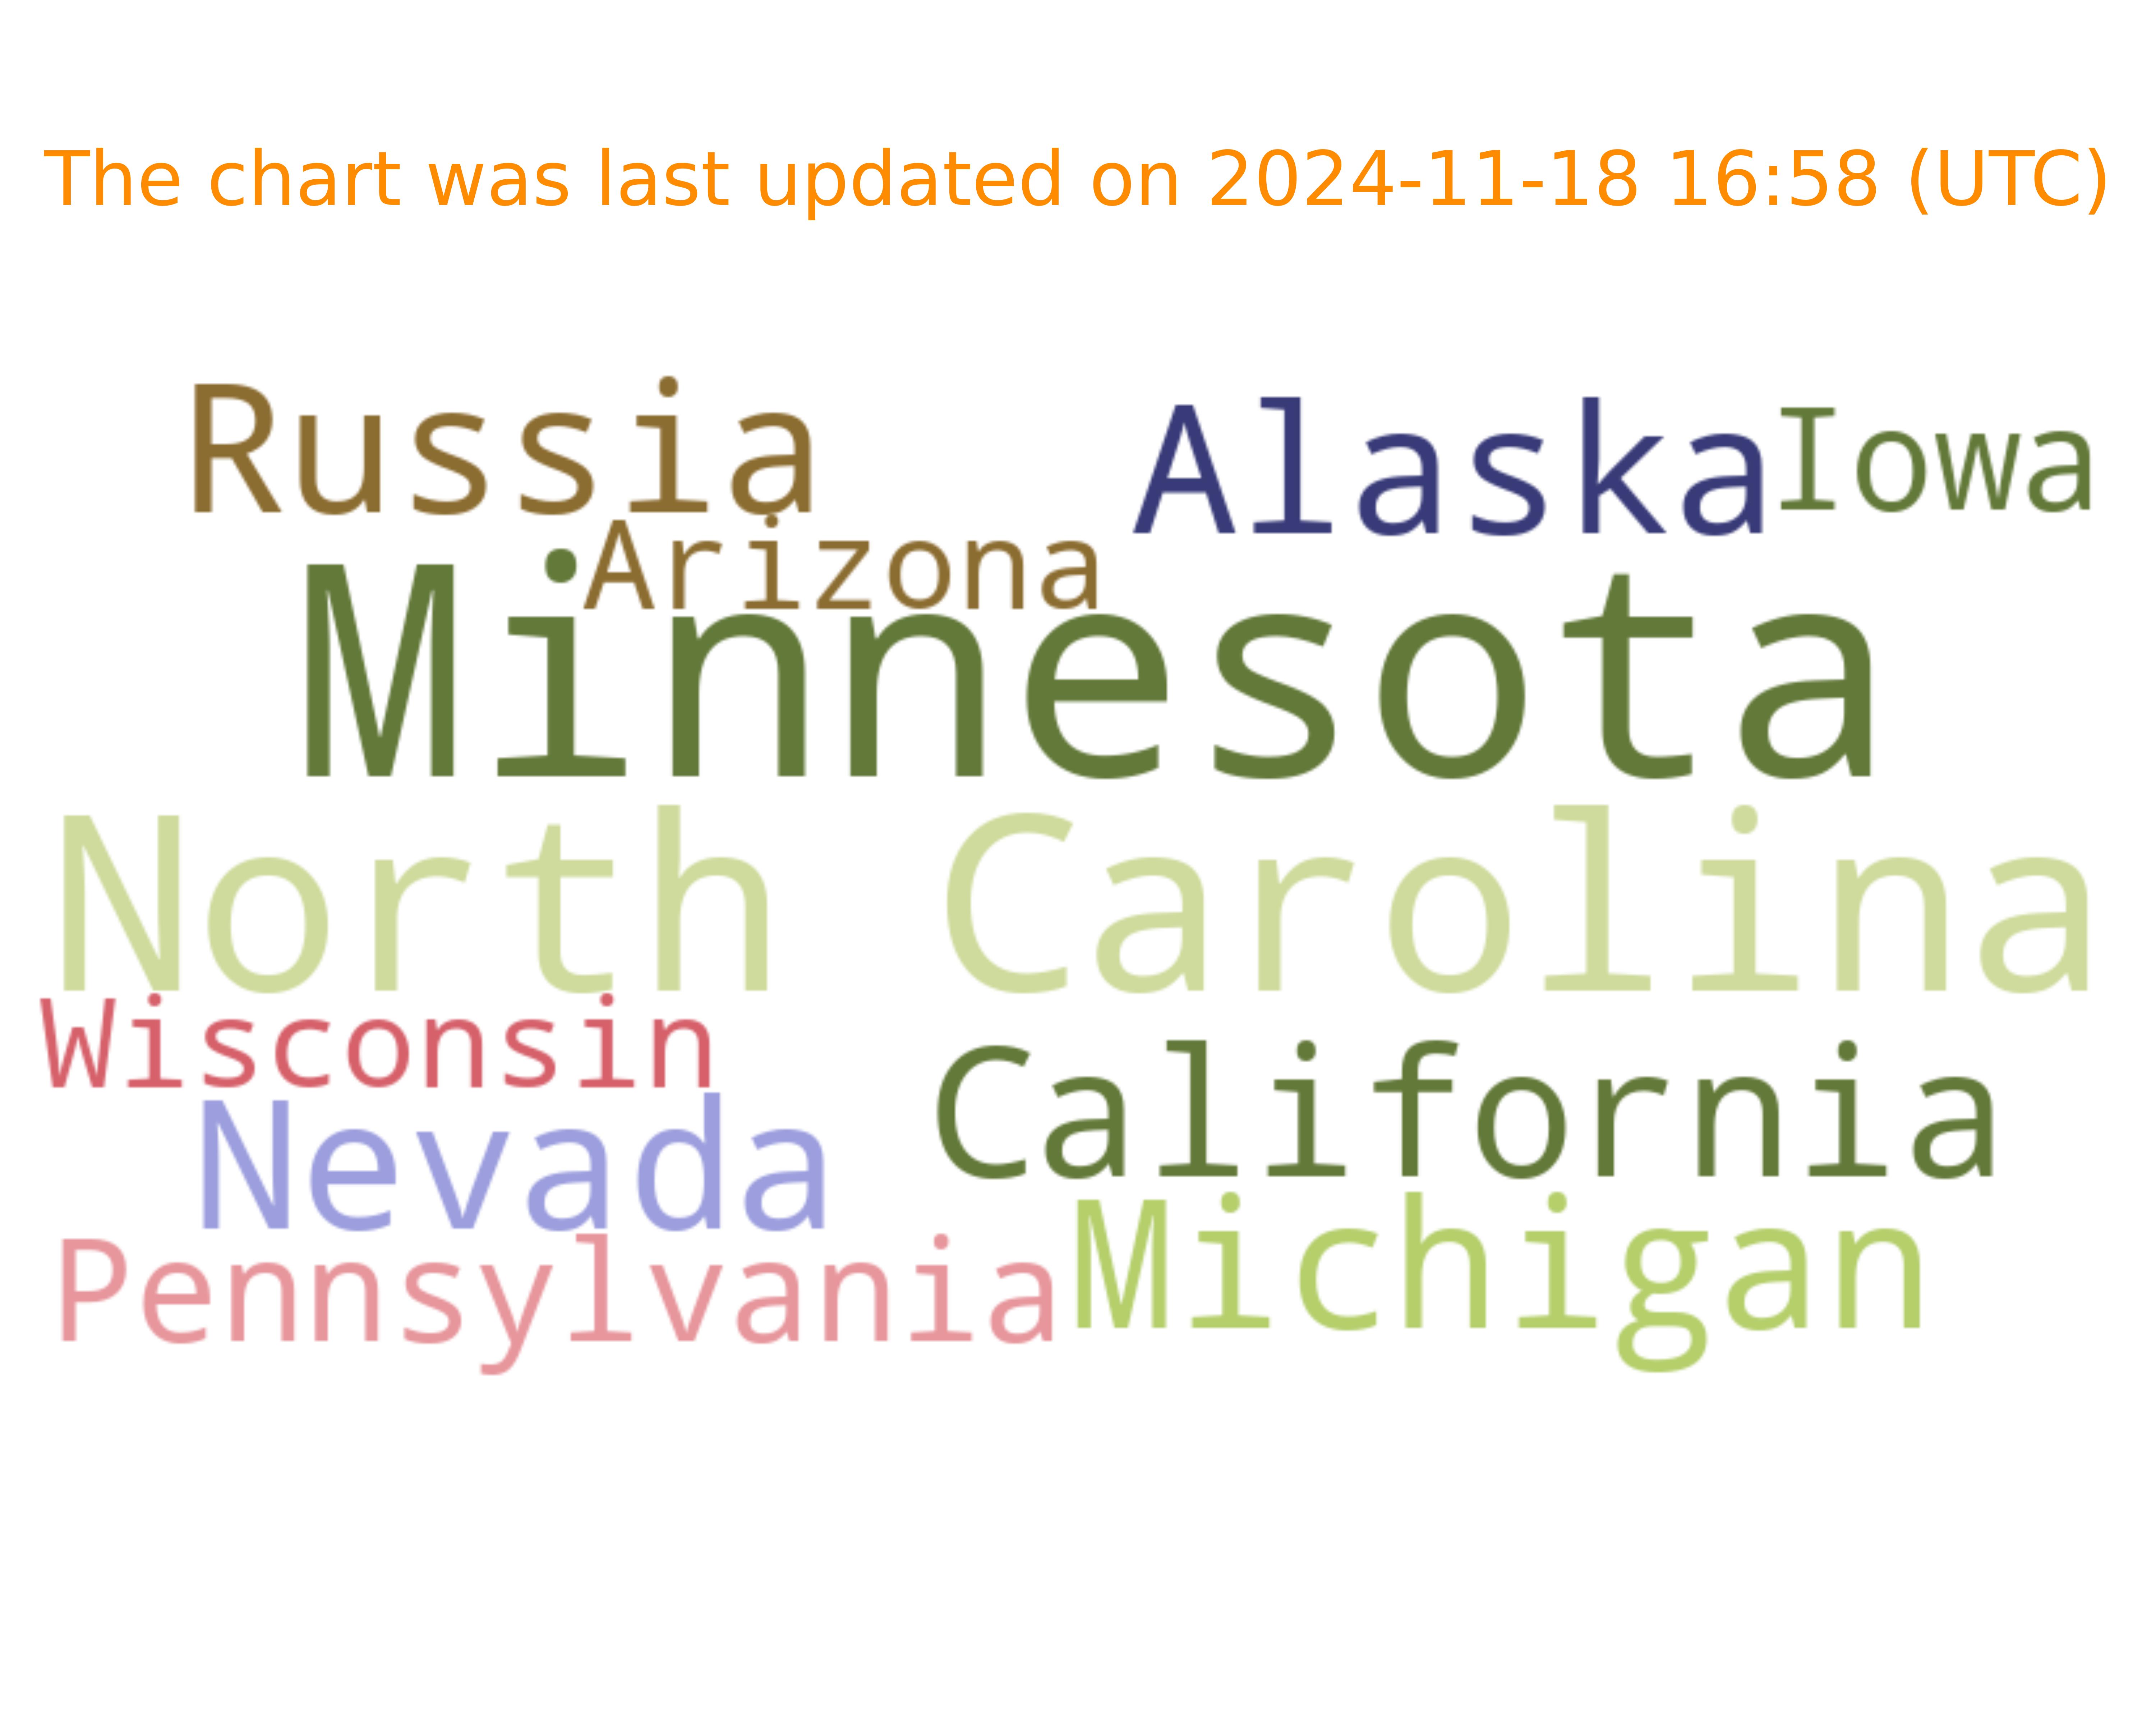 The chart was last updated on 2024-11-18 16:58 (UTC)
Russia
Alaska
Iowa
Arizona
Minnesota
North Carolina
Wisconsin
California
Nevada
Michigan
Pennsylvania